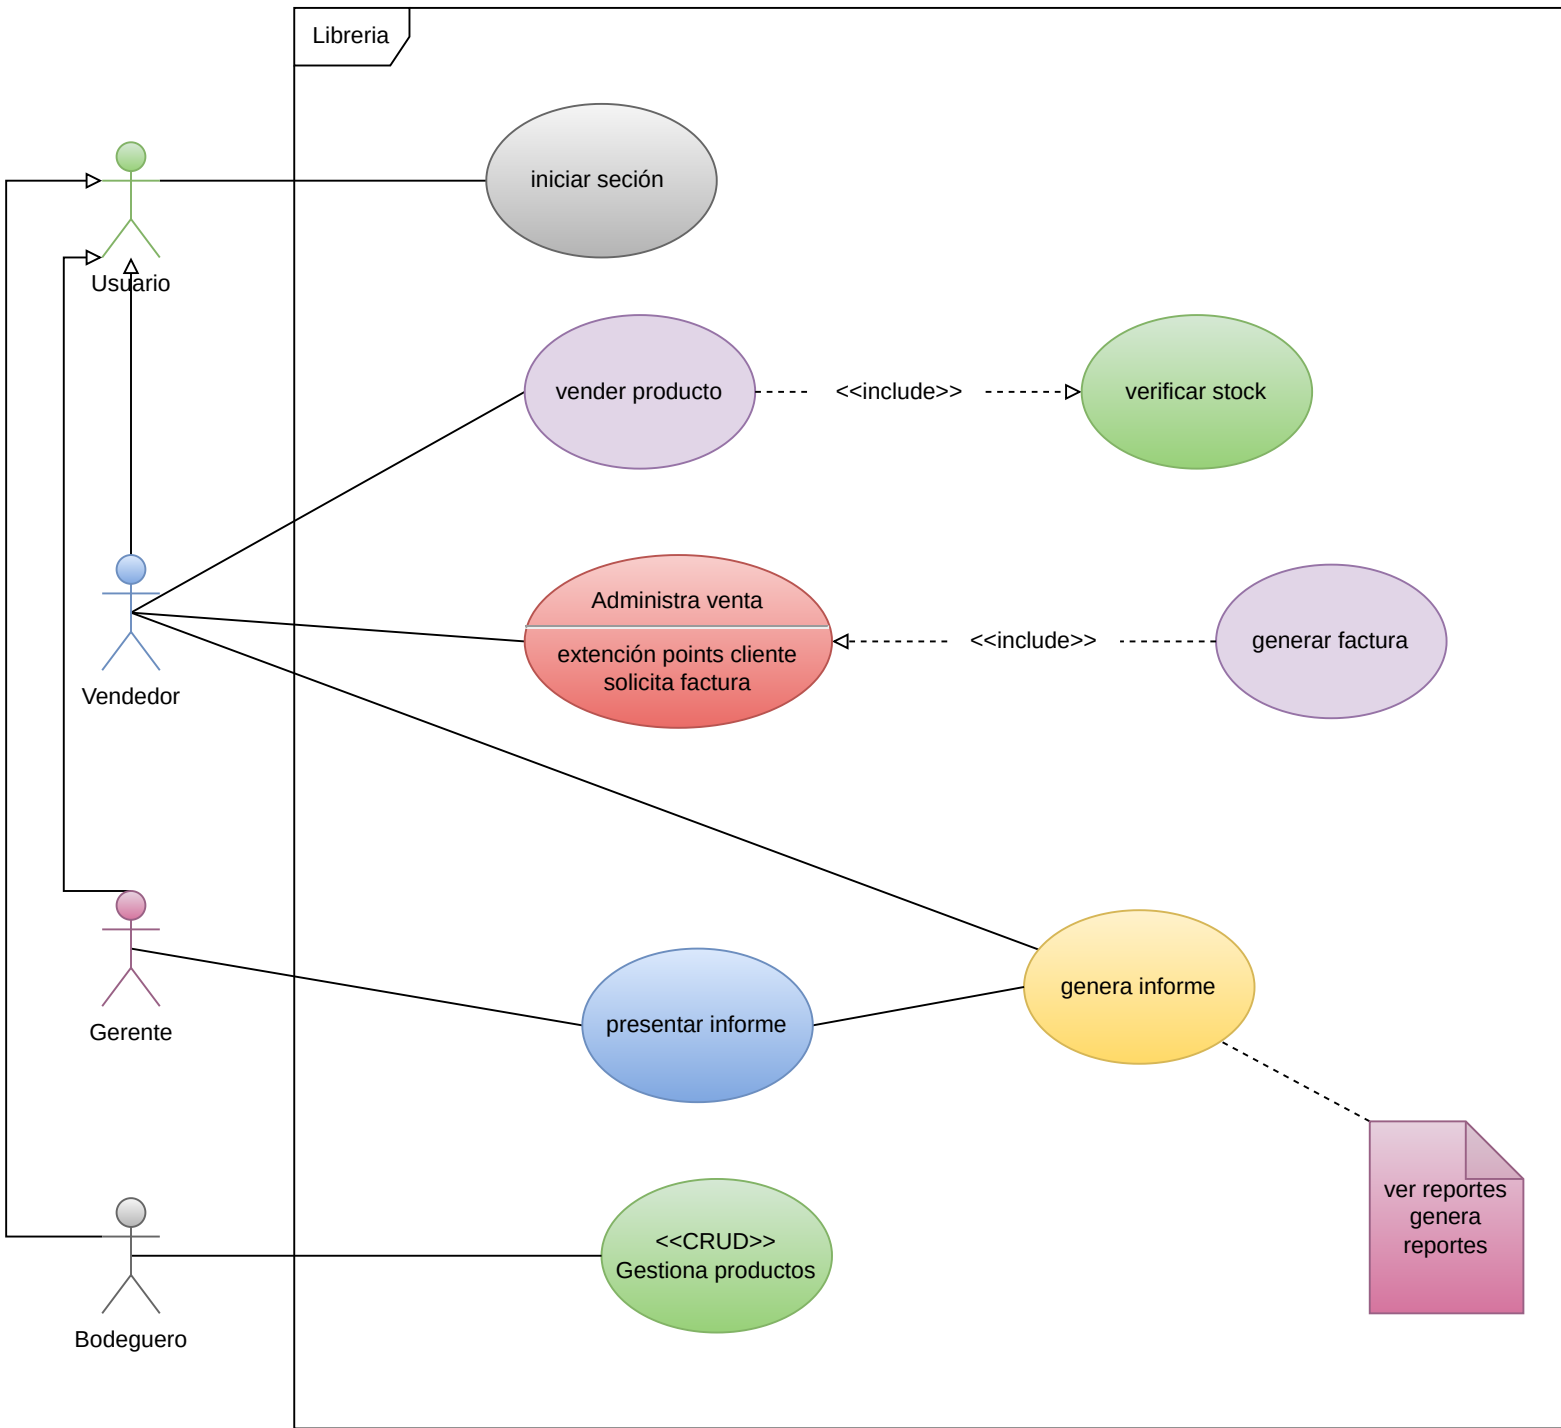 Libreria
iniciar seción
Usuario
vender producto
<<include>>
verificar stock
Administra venta
extención points cliente
solicita factura
<<include>>
generar factura
Vendedor
genera informe
presentar informe
Gerente
ver reportes
genera
reportes
<<CRUD>>
Gestiona productos
Bodeguero